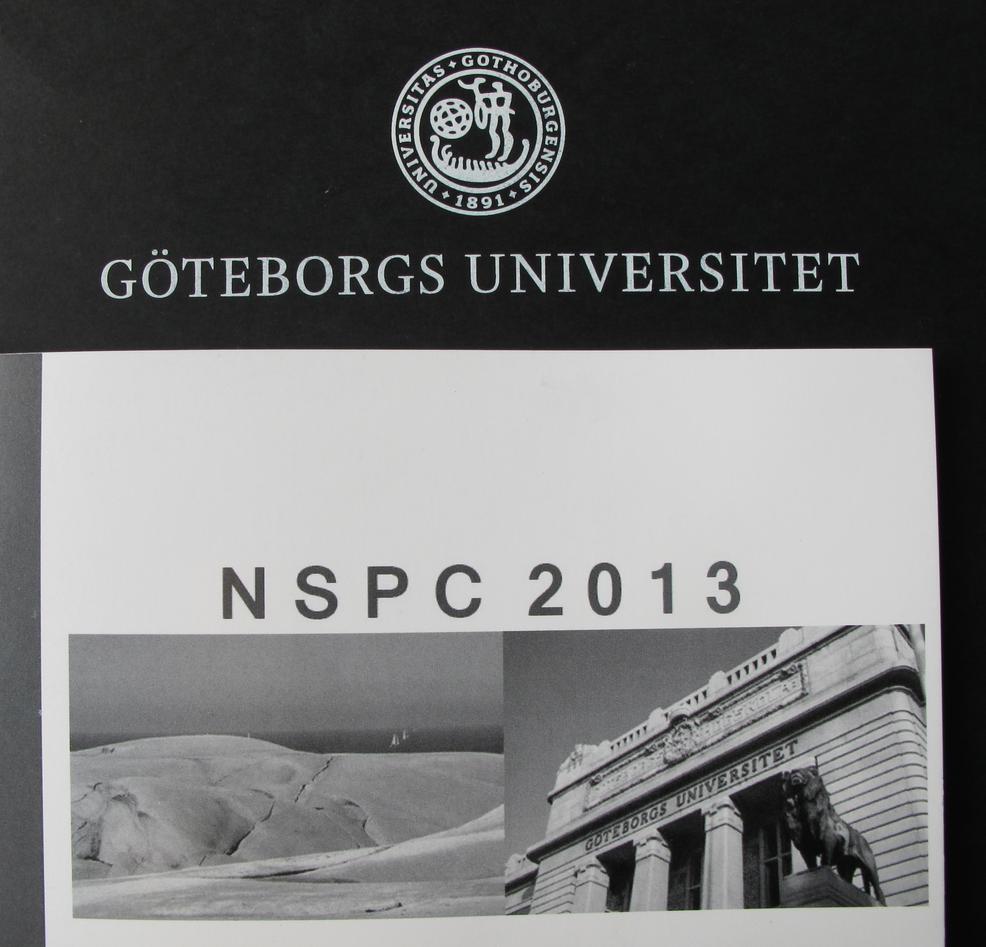 UNIVERSITAS + GOTHOBURGENSIS + 1891 +
GÖTEBORGS UNIVERSITET
NSPC 2013
GÖTEBORGS UNIVERSITET